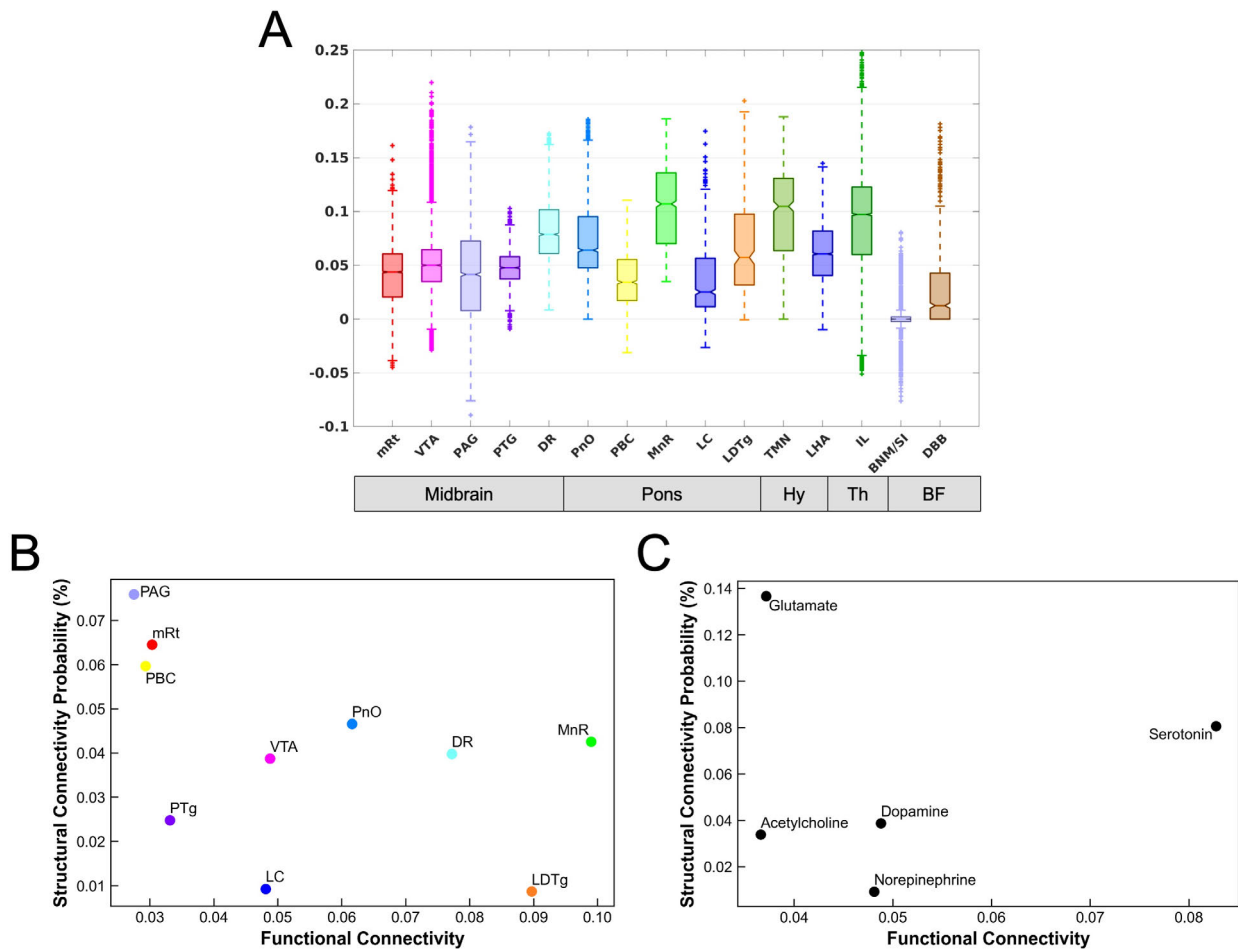 A
0.25
0.2
0.15
0.1
0.05
0
-0.05
-0.1
mRt VTA PAG PTG DR PnO PBC MnR LC LDTg TMN LHA IL BNM/SI DBB
Midbrain Pons Hy Th BF
B
Structural Connectivity Probability (%)
0.07
0.06
0.05
0.04
0.03
0.02
0.01
PAG
mRt
PBC
PnO
MnR
DR
VTA
PTg
LC
LDTg
0.03 0.04 0.05 0.06 0.07 0.08 0.09 0.10
Functional Connectivity
C
Structural Connectivity Probability (%)
0.14
0.12
0.10
0.08
0.06
0.04
0.02
Glutamate
Serotonin
Dopamine
Acetylcholine
Norepinephrine
0.04 0.05 0.06 0.07 0.08
Functional Connectivity